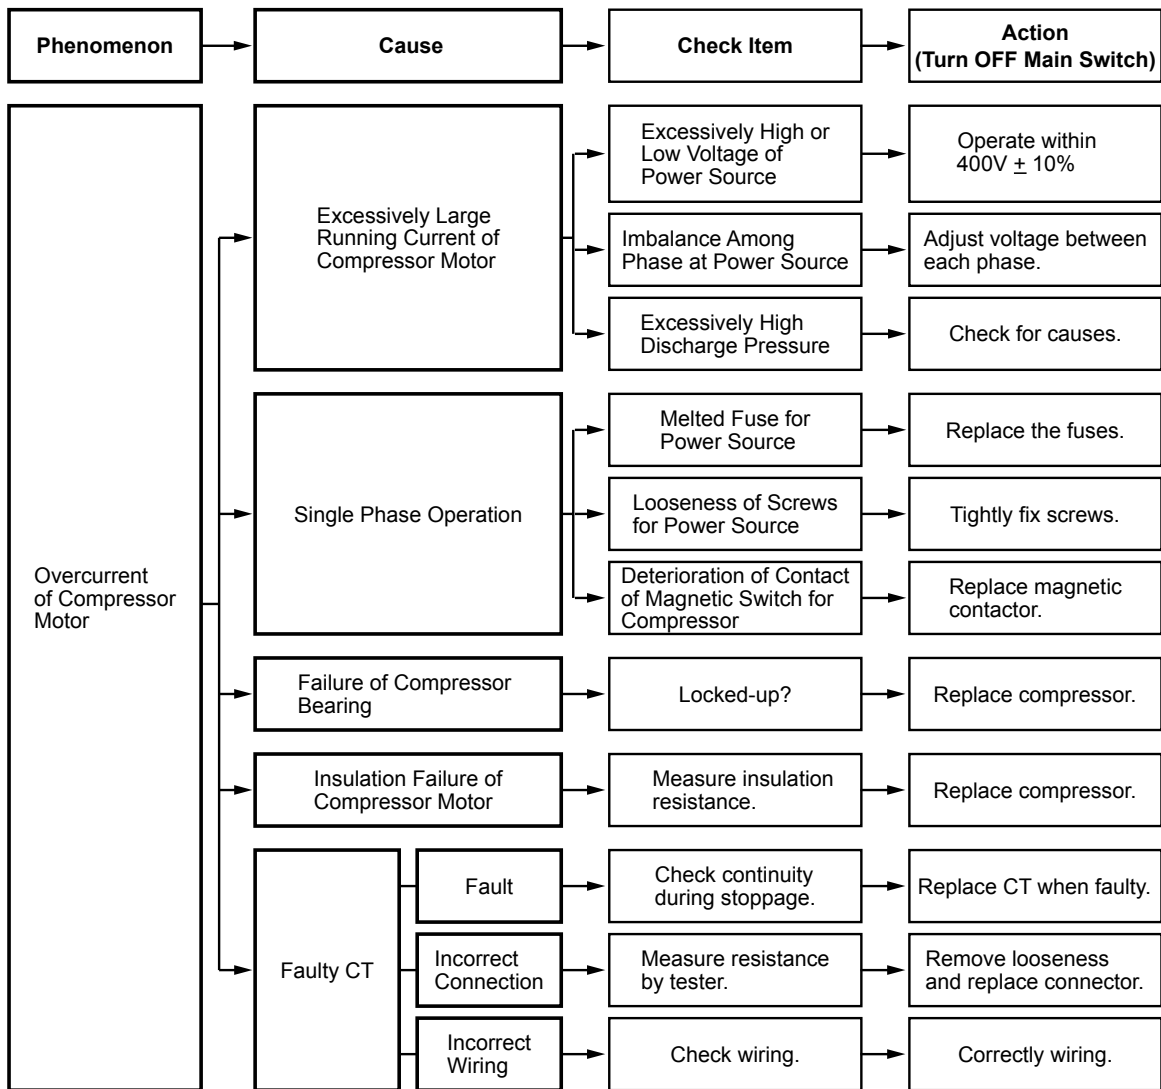 Phenomenon
Cause
Check Item
Action
(Turn OFF Main Switch)
Overcurrent
of Compressor
Motor
Excessively Large
Running Current of
Compressor Motor
Excessively High or
Low Voltage of
Power Source
Operate within
400V ± 10%
Imbalance Among
Phase at Power Source
Adjust voltage between
each phase.
Excessively High
Discharge Pressure
Check for causes.
Single Phase Operation
Melted Fuse for
Power Source
Replace the fuses.
Looseness of Screws
for Power Source
Tightly fix screws.
Deterioration of Contact
of Magnetic Switch for
Compressor
Replace magnetic
contactor.
Failure of Compressor
Bearing
Locked-up?
Replace compressor.
Insulation Failure of
Compressor Motor
Measure insulation
resistance.
Replace compressor.
Faulty CT
Fault
Check continuity
during stoppage.
Replace CT when faulty.
Incorrect
Connection
Measure resistance
by tester.
Remove looseness
and replace connector.
Incorrect
Wiring
Check wiring.
Correctly wiring.